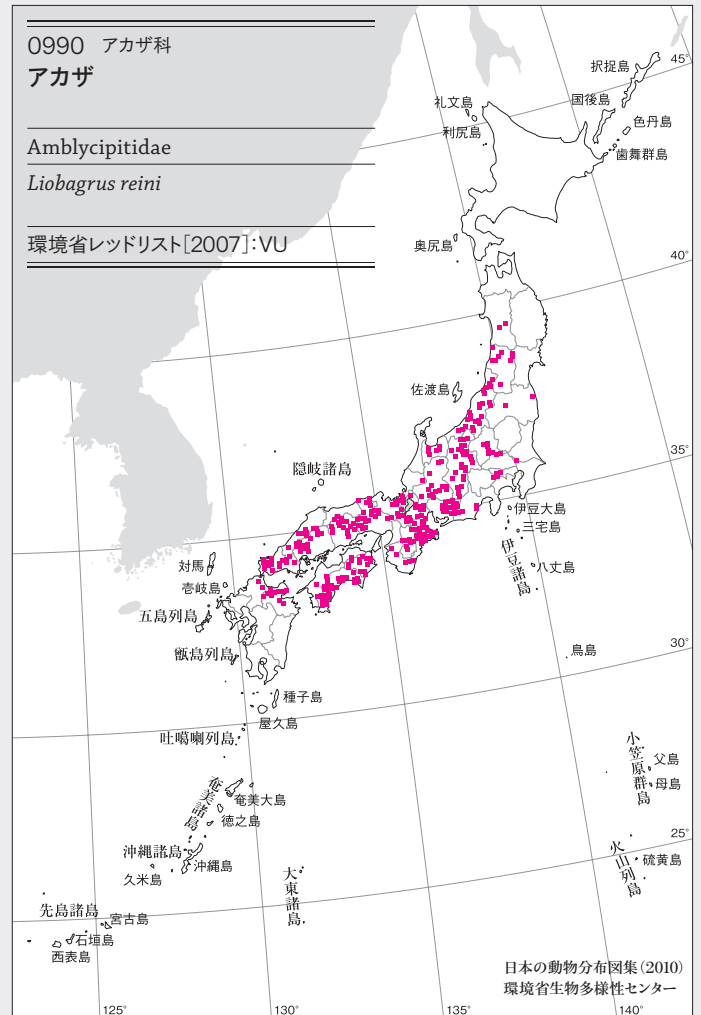 0990 アカザ科
アカザ
Amblycipitidae
Liobagrus reini
環境省レッドリスト[2007]:VU
択捉島
45°
礼文島
国後島
利尻島
色丹島
歯舞群島
奥尻島
40°
佐渡島
35°
隠岐諸島
伊豆大島
三宅島
伊豆諸島
八丈島
対馬
壱岐島
五島列島
甑島列島
鳥島
30°
種子島
屋久島
吐噶喇列島
小笠原群島
父島
母島
奄美諸島
奄美大島
徳之島
25°
火山列島
硫黄島
沖縄諸島
沖縄島
久米島
大東諸島
先島諸島
宮古島
石垣島
西表島
日本の動物分布図集(2010)
環境省生物多様性センター
125°
130°
135°
140°